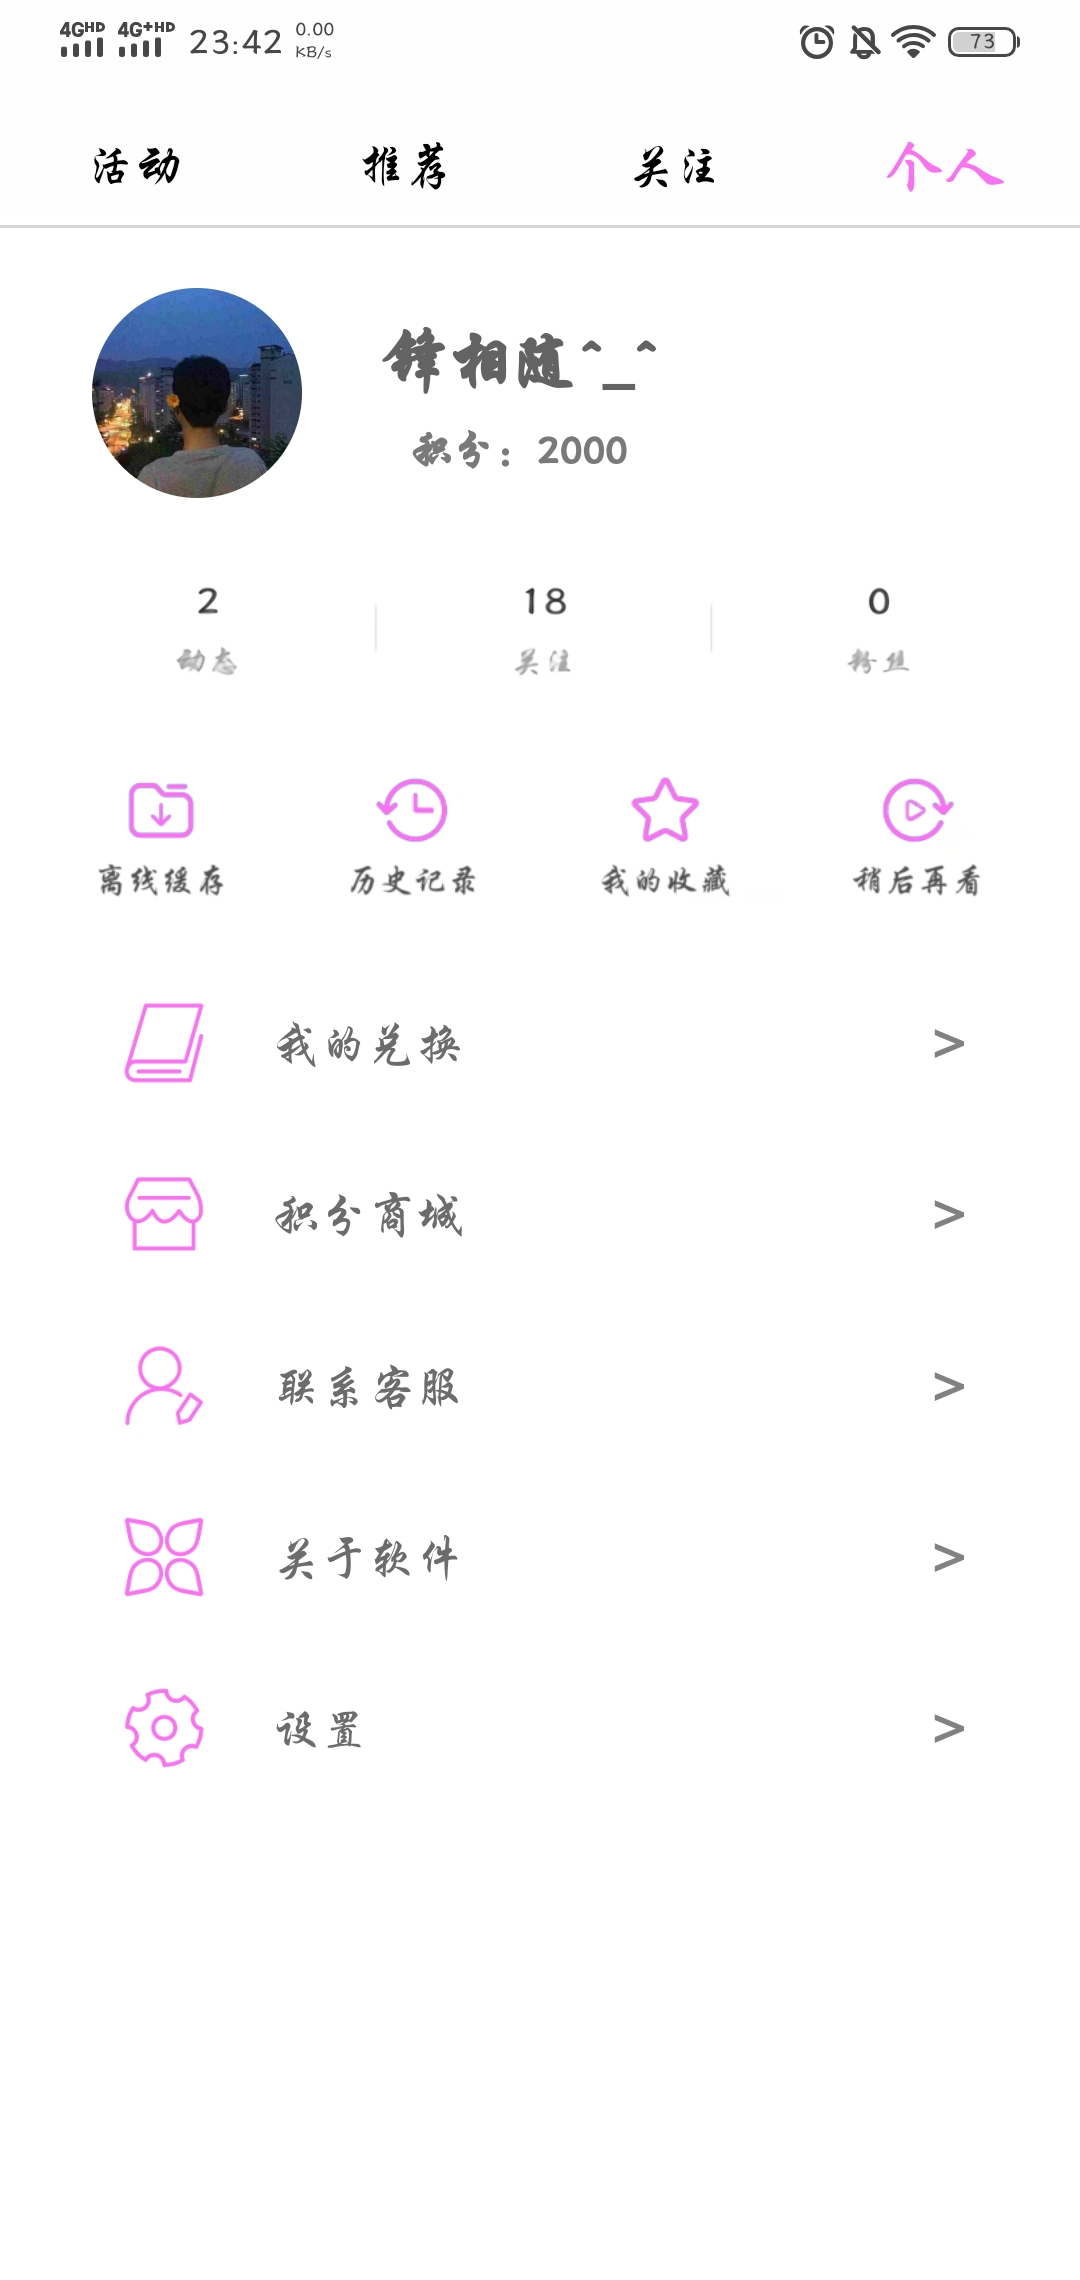 4GHD 4G+HD 23:42 0.00 KB/s 73
活动 推荐 关注 个人
锋相随^_^
积分：2000
2 18 0
动态 关注 粉丝
离线缓存 历史记录 我的收藏 稍后再看
我的兑换 >
积分商城 >
联系客服 >
关于软件 >
设置 >